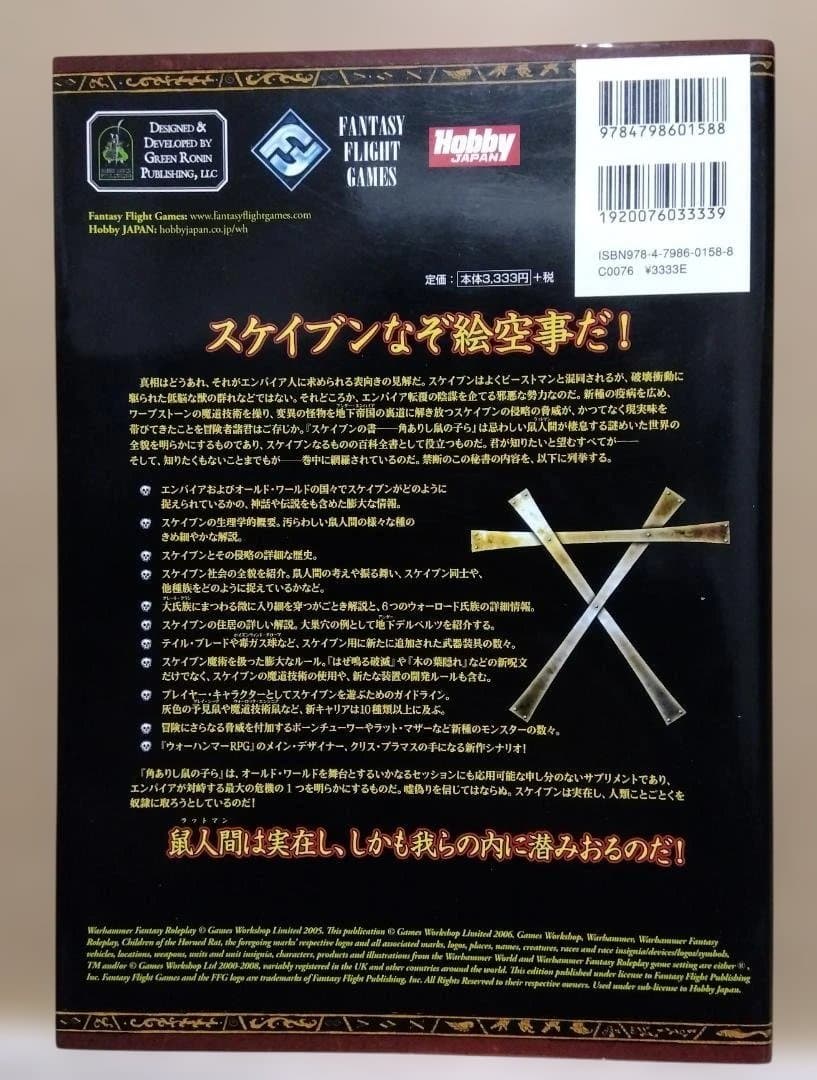 DESIGNED &
DEVELOPED BY
GREEN RONIN
PUBLISHING, LLC
FANTASY
FLIGHT
GAMES
Hobby
JAPAN
9784798601588
1920076033339
ISBN978-4-7986-0158-8
C0076 ¥3333E
Fantasy Flight Games: www.fantasyflightgames.com
Hobby JAPAN: hobbyjapan.co.jp/wh
定価：本体3,333円+税
スケイブンなぞ絵空事だ！
真相はどうあれ、それがエンパイア人に求められる表向きの見解だ。スケイブンはよくビーストマンと混同されるが、破壊衝動に
駆られた低脳な獣の群れなどではない。それどころか、エンパイア転覆の陰謀を企てる邪悪な勢力なのだ。新種の疫病を広め、
ワープストーンの魔道技術を操り、変異の怪物を地下帝国の裏道に解き放つスケイブンの侵略の脅威が、かつてなく現実味を
帯びてきたことを冒険者諸君はご存じか。『スケイブンの書──角ありし鼠の子ら』は忌わしい鼠人間が棲息する謎めいた世界の
全貌を明らかにするものであり、スケイブンなるものの百科全書として役立つものだ。君が知りたいと望むすべてが──
そして、知りたくもないことまでもが──巻中に網羅されているのだ。禁断のこの秘書の内容を、以下に列挙する。
エンパイアおよびオールド・ワールドの国々でスケイブンがどのように
捉えられているかの、神話や伝説をも含めた膨大な情報。
スケイブンの生理学的概要。汚らわしい鼠人間の様々な種の
きめ細やかな解説。
スケイブンとその侵略の詳細な歴史。
スケイブン社会の全貌を紹介。鼠人間の考えや振る舞い、スケイブン同士や、
他種族をどのように捉えているかなど。
大氏族にまつわる微に入り細を穿つがごとき解説と、6つのウォーロード氏族の詳細情報。
スケイブンの住居の詳しい解説。大巣穴の例として地下デルベルツを紹介する。
テイル・ブレードや毒ガス球など、スケイブン用に新たに追加された武器装具の数々。
スケイブン魔術を扱った膨大なルール。『はぜ鳴る破滅』や『木の葉隠れ』などの新呪文
だけでなく、スケイブンの魔道技術の使用や、新たな装置の開発ルールも含む。
プレイヤー・キャラクターとしてスケイブンを遊ぶためのガイドライン。
灰色の予見鼠や魔道技術鼠など、新キャリアは10種類以上に及ぶ。
冒険にさらなる脅威を付加するボーンチューワーやラット・マザーなど新種のモンスターの数々。
『ウォーハンマーRPG』のメイン・デザイナー、クリス・プラマスの手になる新作シナリオ！
『角ありし鼠の子ら』は、オールド・ワールドを舞台とするいかなるセッションにも応用可能な申し分のないサプリメントであり、
エンパイアが対峙する最大の危機の1つを明らかにするものだ。嘘偽りを信じてはならぬ。スケイブンは実在し、人類ことごとくを
奴隷に取ろうとしているのだ！
ラットマン
鼠人間は実在し、しかも我らの内に潜みおるのだ！
Warhammer Fantasy Roleplay © Games Workshop Limited 2005. This publication © Games Workshop Limited 2006. Games Workshop, Warhammer, Warhammer Fantasy
Roleplay, Children of the Horned Rat, the foregoing marks' respective logos and all associated marks, logos, places, names, creatures, races and race insignia/devices/logos/symbols,
vehicles, locations, weapons, units and unit insignia, characters, products and illustrations from the Warhammer World and Warhammer Fantasy Roleplay game setting are either ®,
TM and/or © Games Workshop Ltd 2000-2008, variably registered in the UK and other countries around the world. This edition published under license to Fantasy Flight Publishing
Inc. Fantasy Flight Games and the FFG logo are trademarks of Fantasy Flight Publishing, Inc. All Rights Reserved to their respective owners. Used under sub-license to Hobby Japan.